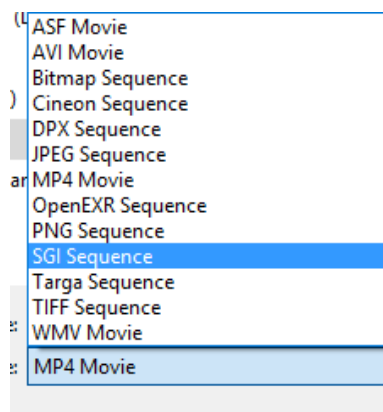 ASF Movie
AVI Movie
Bitmap Sequence
Cineon Sequence
DPX Sequence
JPEG Sequence
MP4 Movie
OpenEXR Sequence
PNG Sequence
SGI Sequence
Targa Sequence
TIFF Sequence
WMV Movie
MP4 Movie